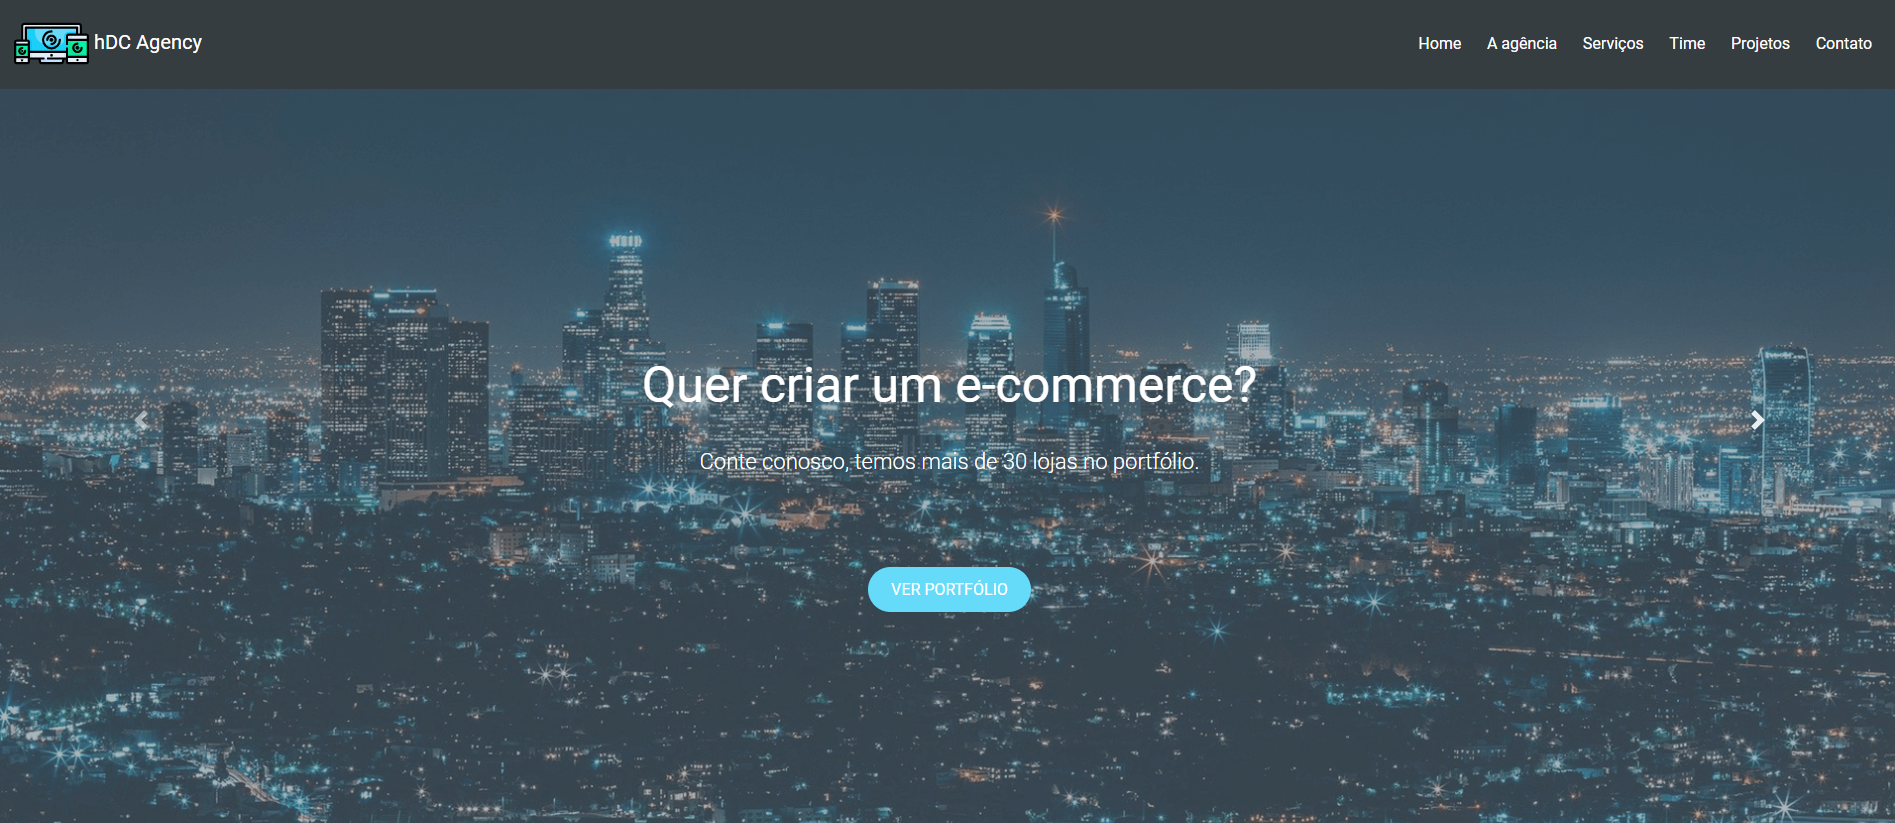 hDC Agency
Home A agência Serviços Time Projetos Contato
Quer criar um e-commerce?
Conte conosco, temos mais de 30 lojas no portfólio.
VER PORTFÓLIO